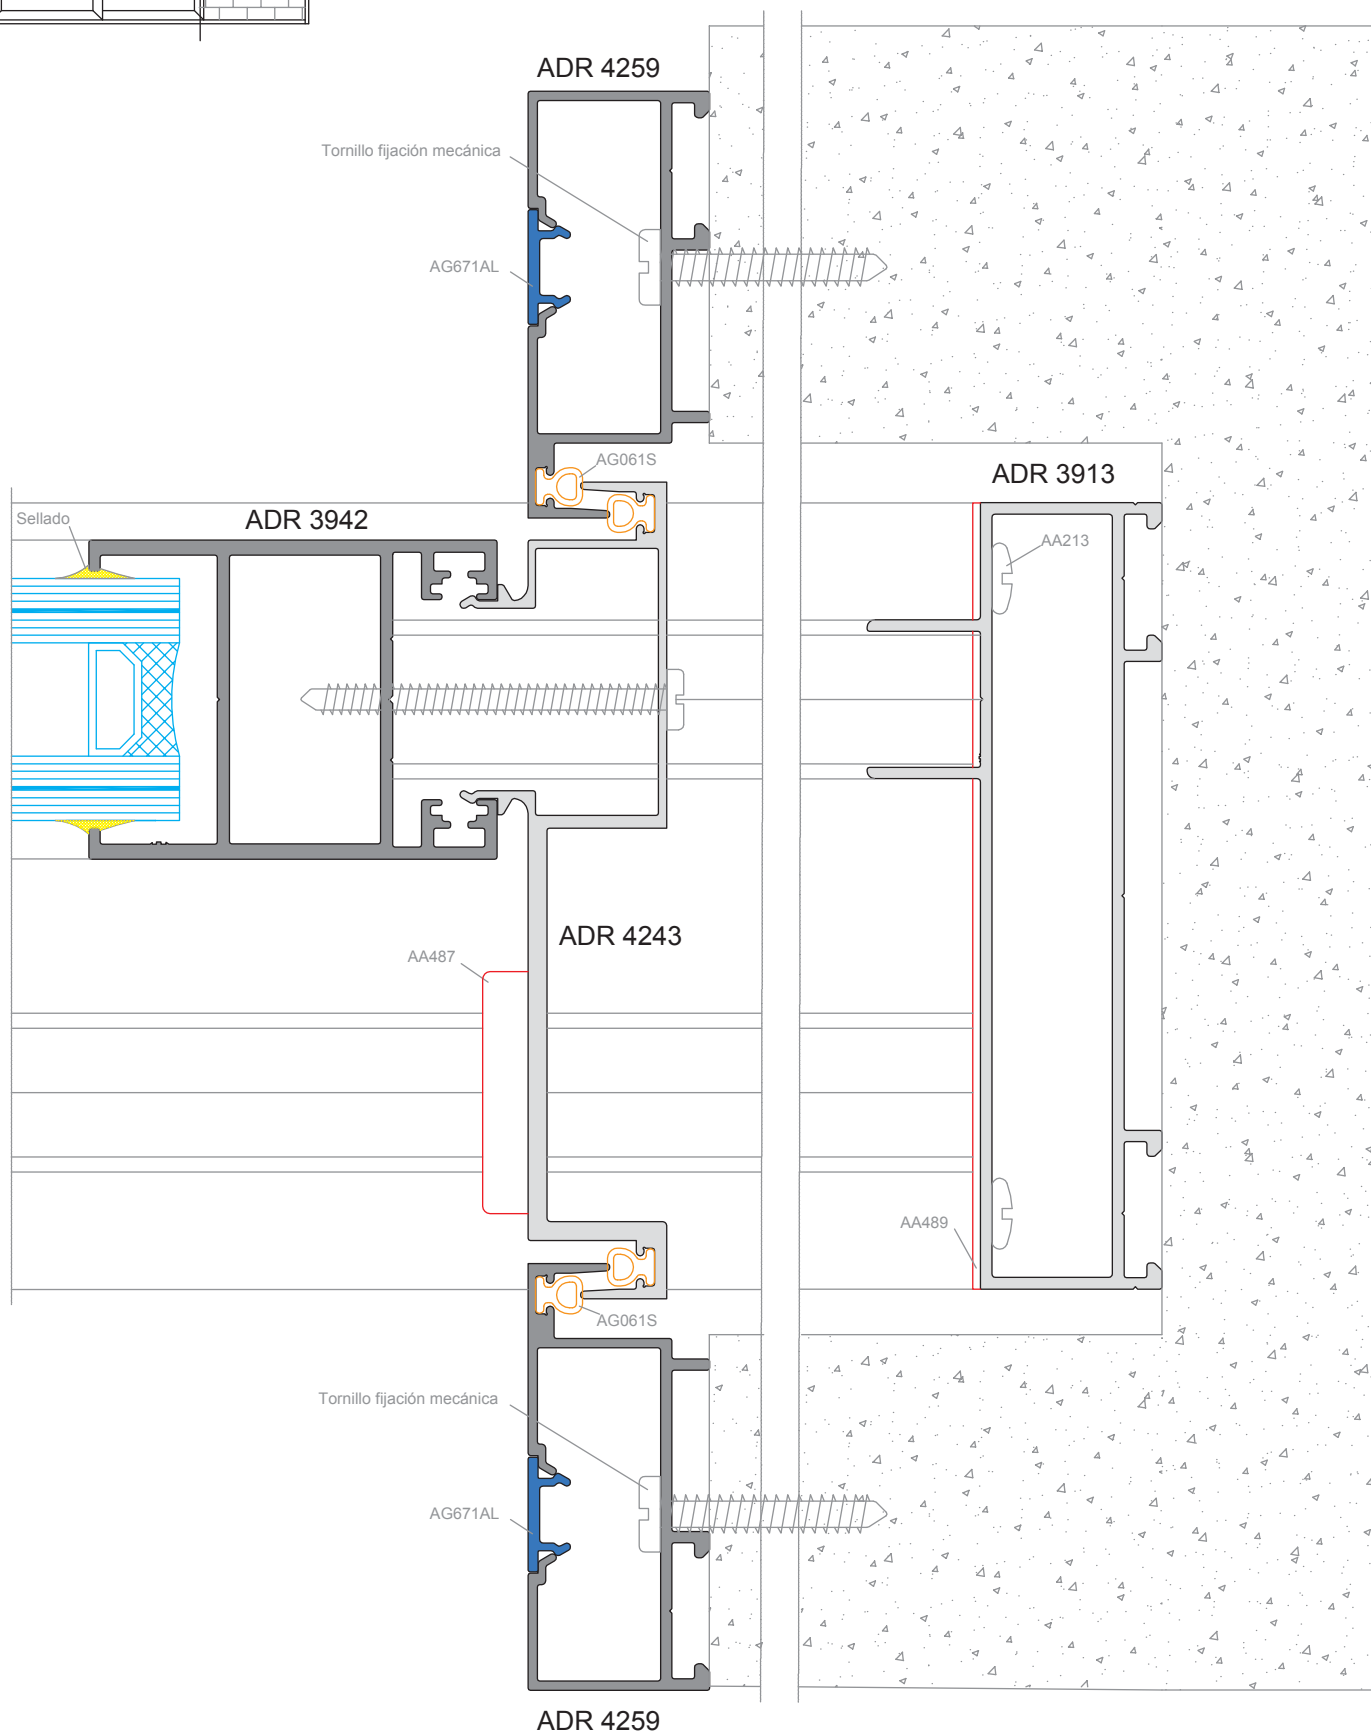 ADR 4259
Tornillo fijación mecánica
AG671AL
AG061S
ADR 3913
Sellado
ADR 3942
AA213
ADR 4243
AA487
AA489
AG061S
Tornillo fijación mecánica
AG671AL
ADR 4259